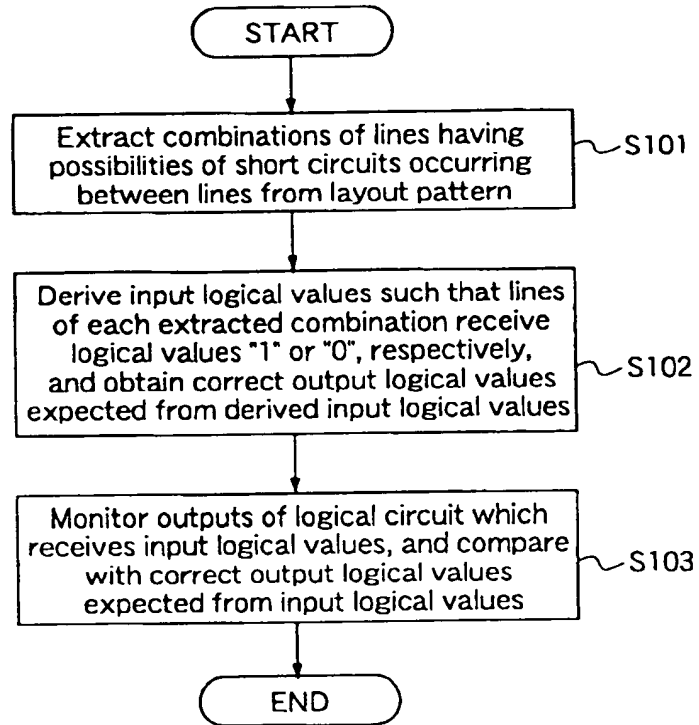 START
Extract combinations of lines having
possibilities of short circuits occurring
between lines from layout pattern
S101
Derive input logical values such that lines
of each extracted combination receive
logical values "1" or "0", respectively,
and obtain correct output logical values
expected from derived input logical values
S102
Monitor outputs of logical circuit which
receives input logical values, and compare
with correct output logical values
expected from input logical values
S103
END